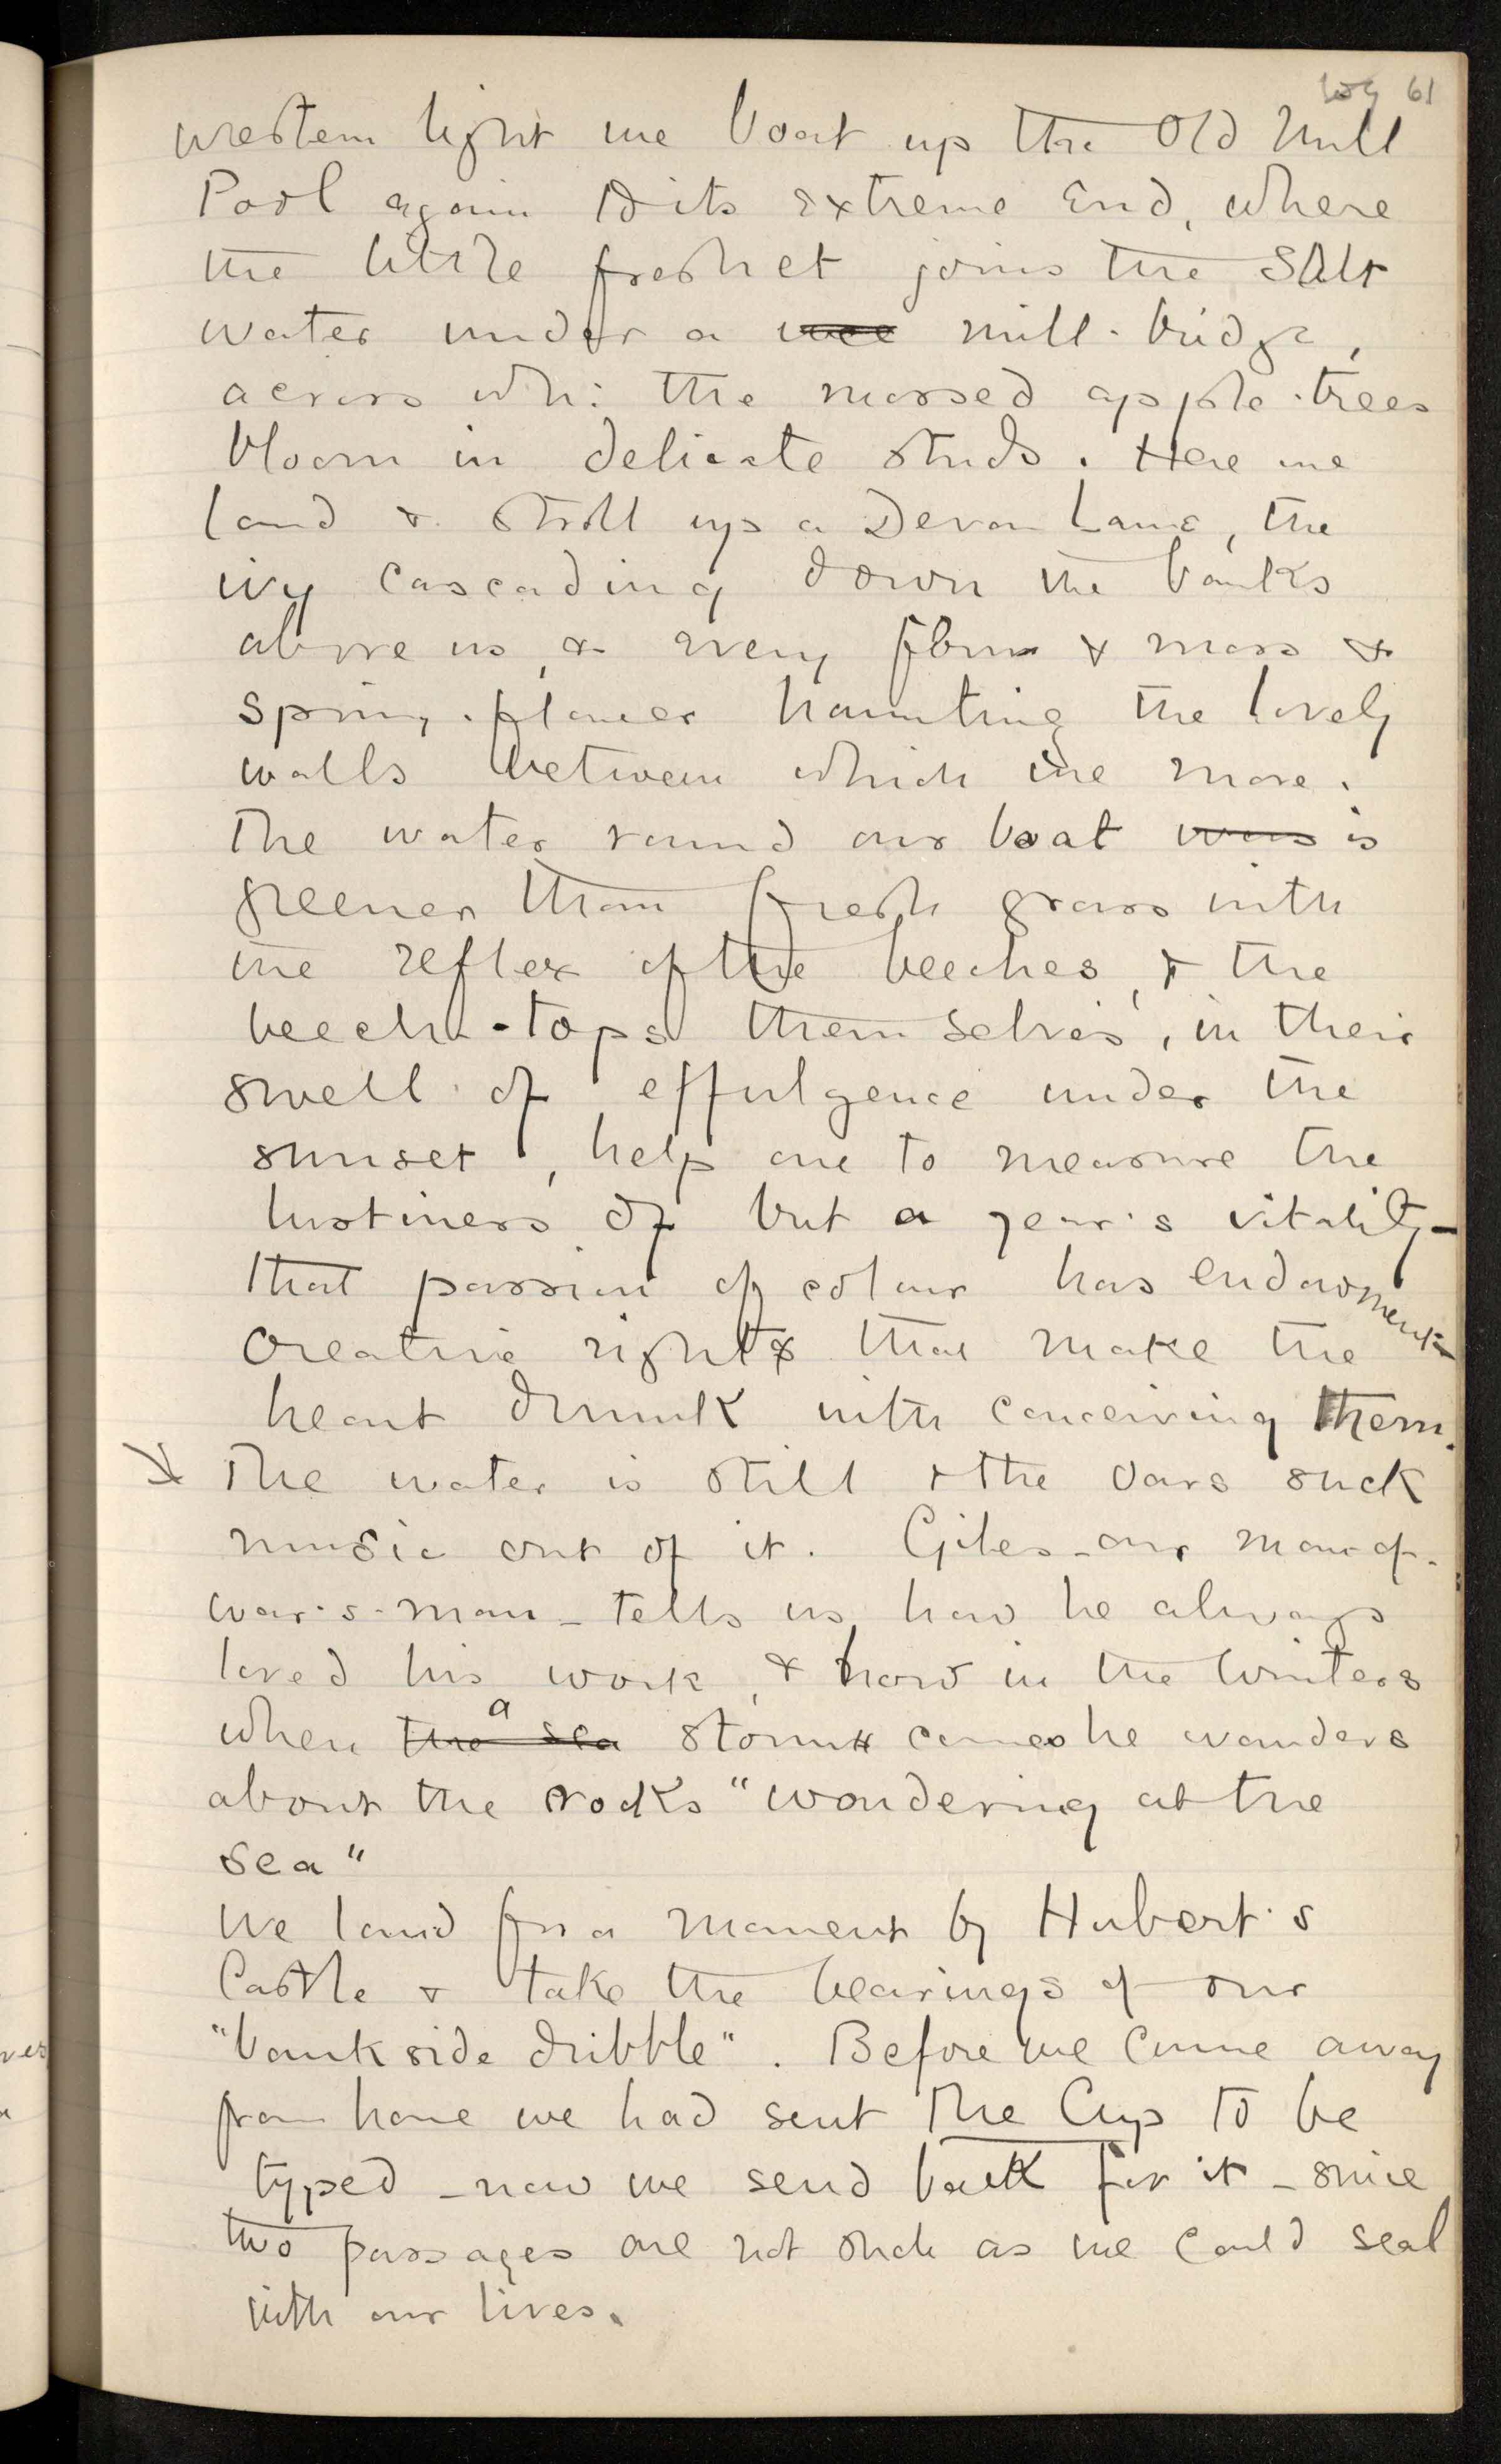 61
western light we boat up the Old Mill
Pool again to its extreme end, where
the little freshet joins the salt
water under a mill-bridge,
across wh: the mossed apple-trees
bloom in delicate studs. Here we
land & stroll up a Devon Lane, the
ivy cascading down the banks
above us, & every fern & moss &
spring-flower haunting the lovely
walls between which we move.
The water round our boat was is
greener than fresh grass with
the reflex of the beeches, & the
beech-tops themselves, in their
swell of effulgence under the
sunset, help one to measure the
lustiness of but a year's vitality –
that passion of colour has endowments
creative rights that make the
heart drunk with conceiving them.
The water is still & the oars suck
music out of it. Giles – our man-of-
war's-man – tells us how he always
loved his work, & how in the winters
when the sea a storm comes he wanders
about the rocks "wondering at the
sea"
We land for a moment by Hubert's
Castle & take the bearings of our
"bankside dribble". Before we came away
from home we had sent The Cup to be
typed – now we send back for it – since
two passages are not such as we could seal
with our lives.